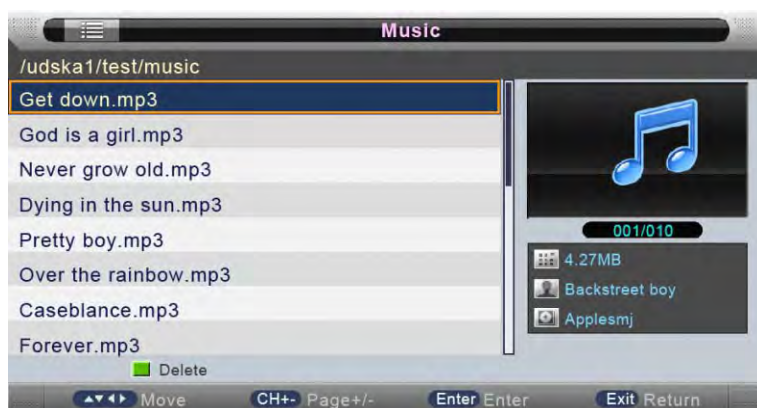 Music
/udska1/test/music
Get down.mp3
God is a girl.mp3
Never grow old.mp3
Dying in the sun.mp3
Pretty boy.mp3
Over the rainbow.mp3
Caseblance.mp3
Forever.mp3
001/010
4.27MB
Backstreet boy
Applesmj
Delete
Move CH+- Page+/- Enter Enter Exit Return